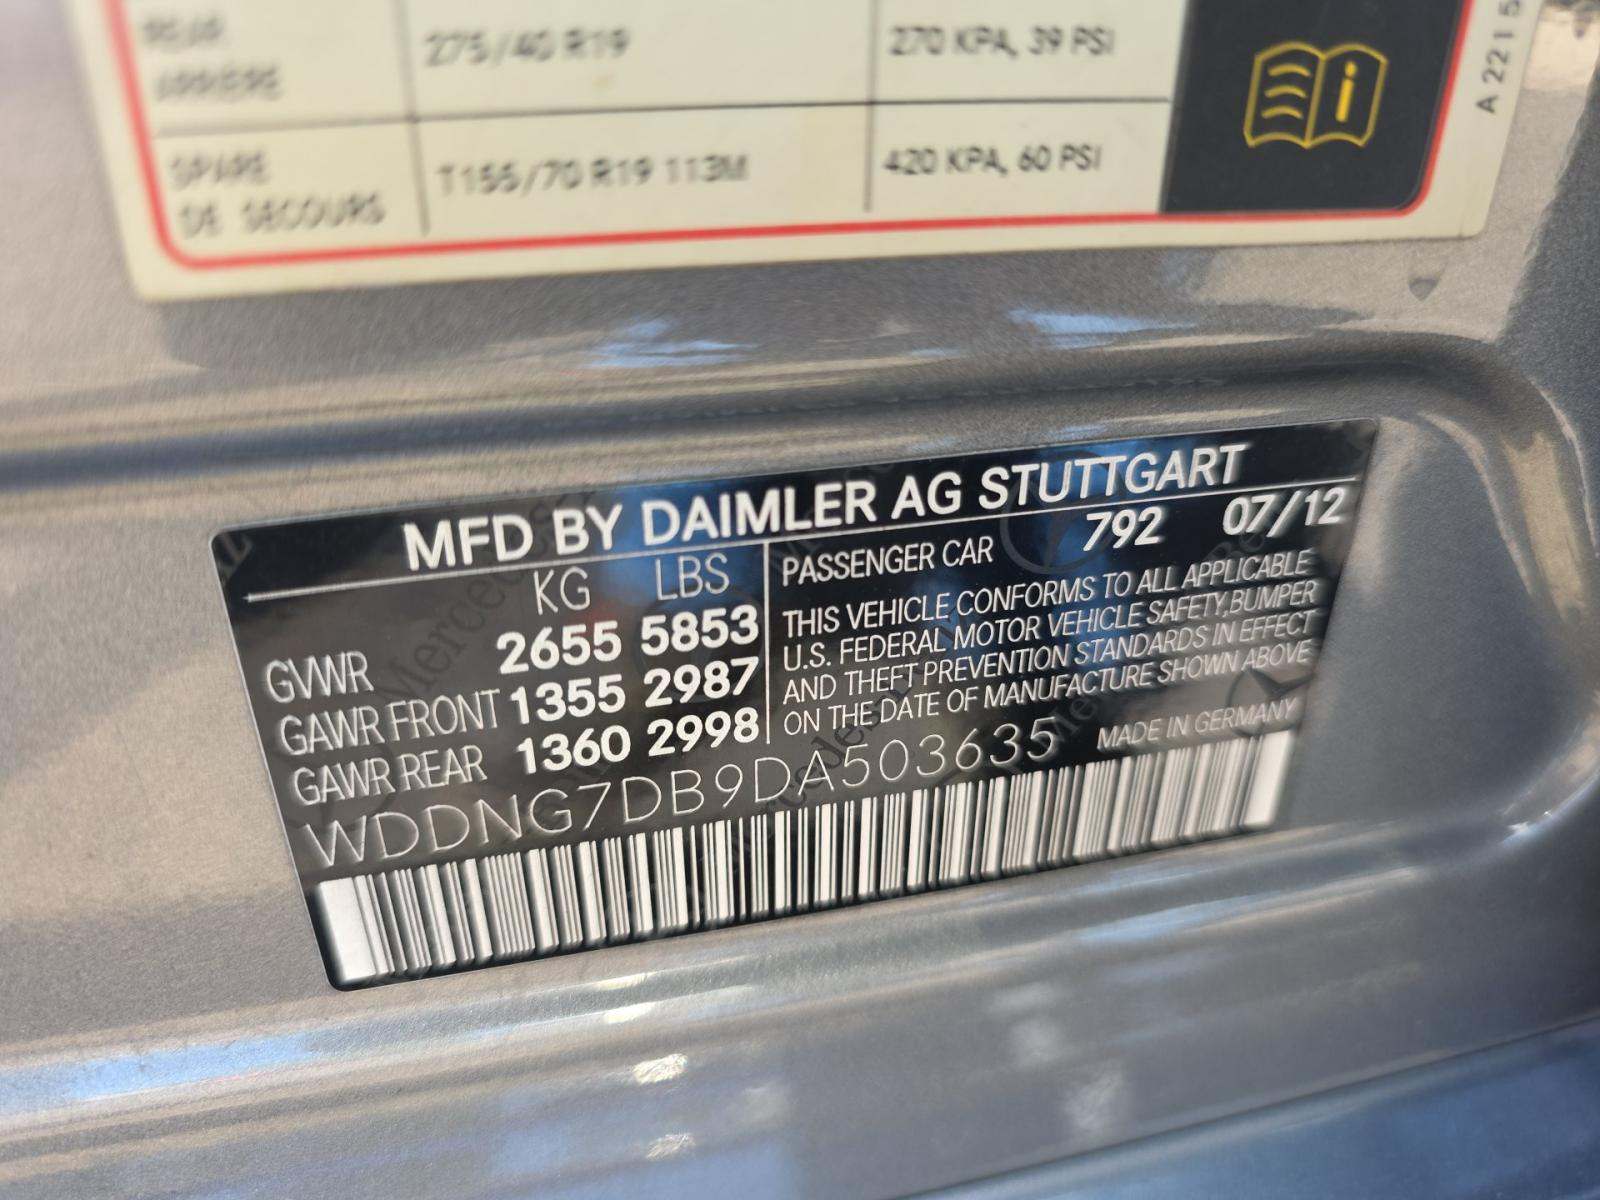 REAR
ARRIÈRE
275/40 R19
270 KPA, 39 PSI
SPARE
DE SECOURS
T155/70 R19 113M
420 KPA, 60 PSI
A 221 5
MFD BY DAIMLER AG STUTTGART
KG LBS
GVWR 2655 5853
GAWR FRONT 1355 2987
GAWR REAR 1360 2998
PASSENGER CAR 792 07/12
THIS VEHICLE CONFORMS TO ALL APPLICABLE
U.S. FEDERAL MOTOR VEHICLE SAFETY,BUMPER
AND THEFT PREVENTION STANDARDS IN EFFECT
ON THE DATE OF MANUFACTURE SHOWN ABOVE
WDDNG7DB9DA503635
MADE IN GERMANY